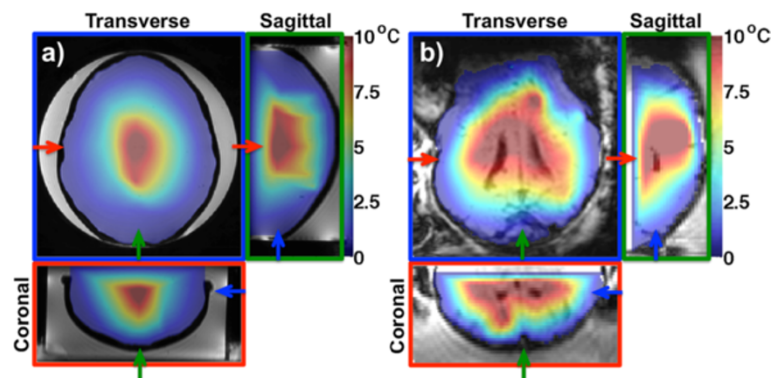 Transverse Sagittal
a)
10 °C
7.5
5
2.5
0
Coronal
Transverse Sagittal
b)
10 °C
7.5
5
2.5
0
Coronal